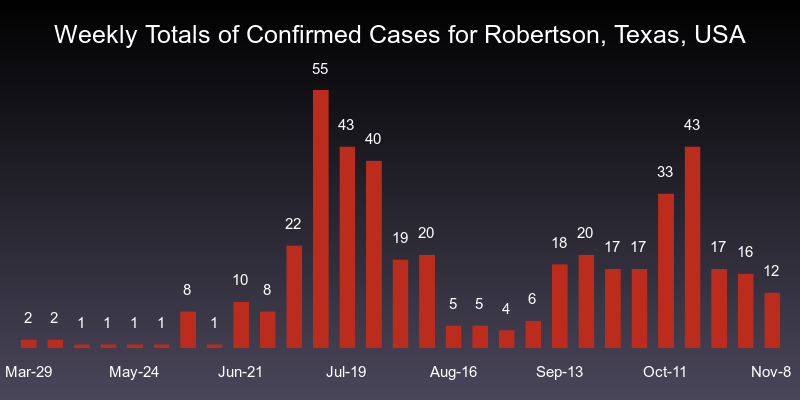 Weekly Totals of Confirmed Cases for Robertson, Texas, USA
2 2 1 1 1 1 8 1 10 8 22 55 43 40 19 20 5 5 4 6 18 20 17 17 33 43 17 16 12
Mar-29 May-24 Jun-21 Jul-19 Aug-16 Sep-13 Oct-11 Nov-8